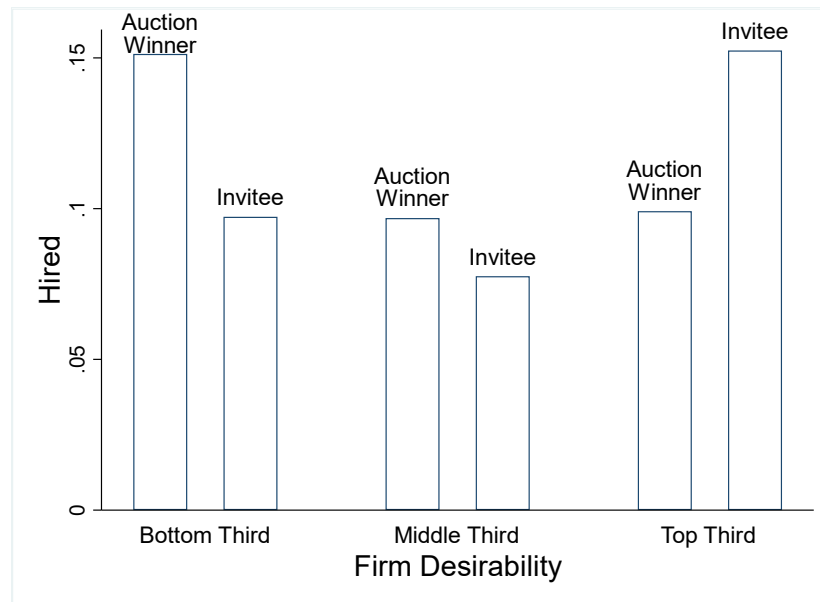 Auction
Winner
Invitee
Auction
Winner
Invitee
Auction
Winner
Invitee
.15
.1
.05
0
Hired
Bottom Third
Middle Third
Top Third
Firm Desirability